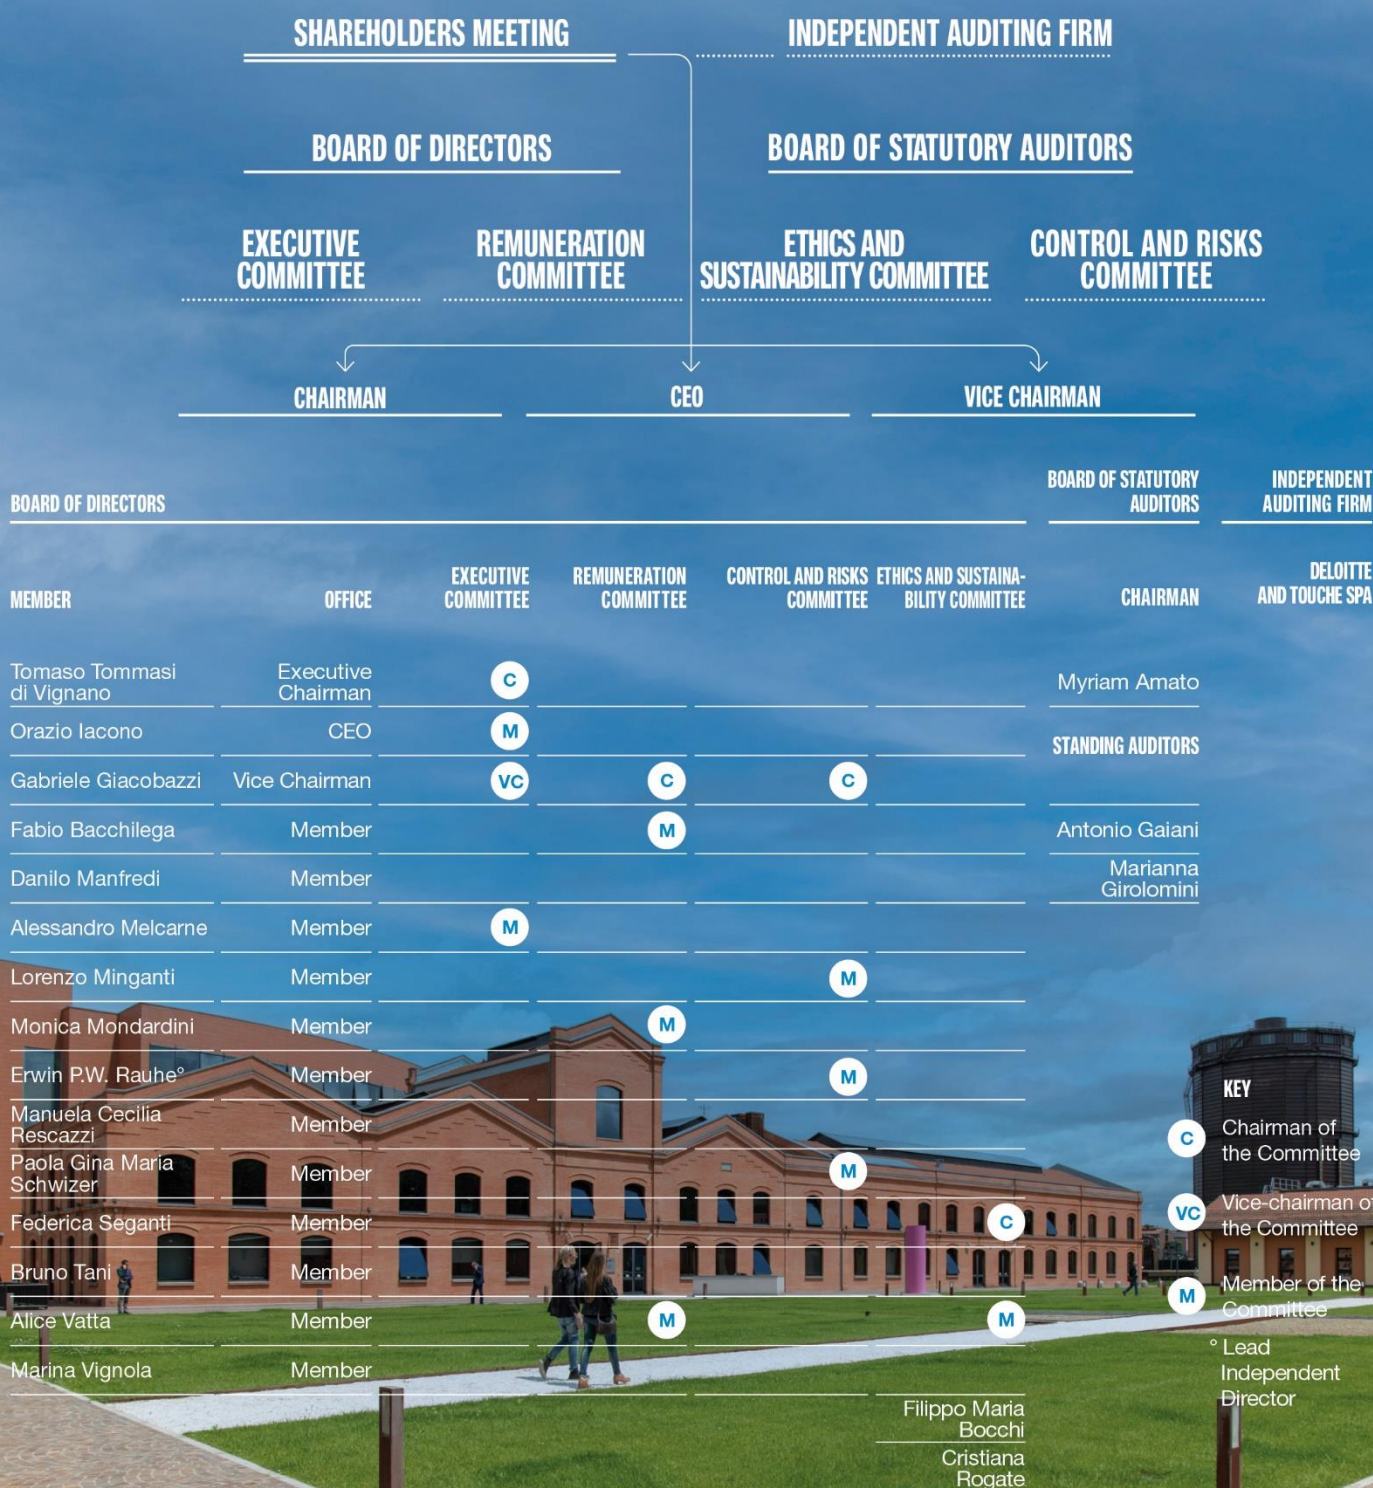 SHAREHOLDERS MEETING
INDEPENDENT AUDITING FIRM
BOARD OF DIRECTORS
BOARD OF STATUTORY AUDITORS
EXECUTIVE
COMMITTEE
REMUNERATION
COMMITTEE
ETHICS AND
SUSTAINABILITY COMMITTEE
CONTROL AND RISKS
COMMITTEE
CHAIRMAN
CEO
VICE CHAIRMAN
BOARD OF DIRECTORS
BOARD OF STATUTORY
AUDITORS
INDEPENDENT
AUDITING FIRM
MEMBER
OFFICE
EXECUTIVE
COMMITTEE
REMUNERATION
COMMITTEE
CONTROL AND RISKS
COMMITTEE
ETHICS AND SUSTAINA-
BILITY COMMITTEE
CHAIRMAN
DELOITTE
AND TOUCHE SPA
Tomaso Tommasi
di Vignano
Executive
Chairman
C
Myriam Amato
Orazio Iacono
CEO
M
STANDING AUDITORS
Gabriele Giacobazzi
Vice Chairman
VC
C
C
Fabio Bacchilega
Member
M
Antonio Gaiani
Danilo Manfredi
Member
Marianna
Girolomini
Alessandro Melcarne
Member
M
Lorenzo Minganti
Member
M
Monica Mondardini
Member
M
Erwin P.W. Rauhe°
Member
M
Manuela Cecilia
Rescazzi
Member
Paola Gina Maria
Schwizer
Member
M
Federica Seganti
Member
C
Bruno Tani
Member
Alice Vatta
Member
M
M
Marina Vignola
Member
Filippo Maria
Bocchi
Cristiana
Rogate
KEY
C
Chairman of
the Committee
VC
Vice-chairman of
the Committee
M
Member of the
Committee
° Lead
Independent
Director